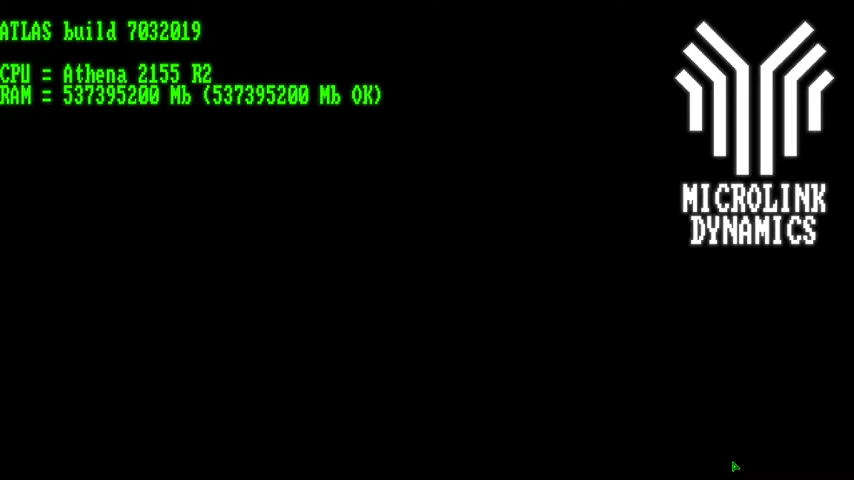 ATLAS build 7032019
CPU = Athena 2155 R2
RAM = 537395200 Mb (537395200 Mb OK)
MICROLINK
DYNAMICS